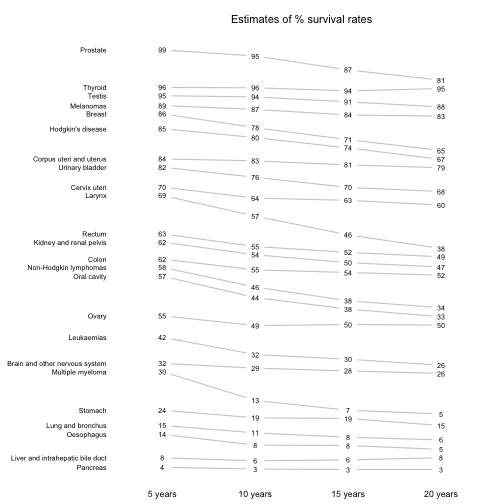 Estimates of % survival rates
Prostate 99 95 87 81
Thyroid 96 96 94 95
Testis 95 94 91 88
Melanomas 89 87 84 83
Breast 86 78 71 65
Hodgkin's disease 85 80 74 67
Corpus uteri and uterus 84 83 81 79
Urinary bladder 82 76 70 68
Cervix uteri 70 64 63 60
Larynx 69 57 46 38
Rectum 63 55 52 49
Kidney and renal pelvis 62 54 50 47
Colon 62 55 54 52
Non-Hodgkin lymphomas 58 46 38 34
Oral cavity 57 44 38 33
Ovary 55 49 50 50
Leukaemias 42 32 30 26
Brain and other nervous system 32 29 28 26
Multiple myeloma 30 13 7 5
Stomach 24 19 19 15
Lung and bronchus 15 11 8 6
Oesophagus 14 8 8 5
Liver and intrahepatic bile duct 8 6 6 8
Pancreas 4 3 3 3
5 years 10 years 15 years 20 years